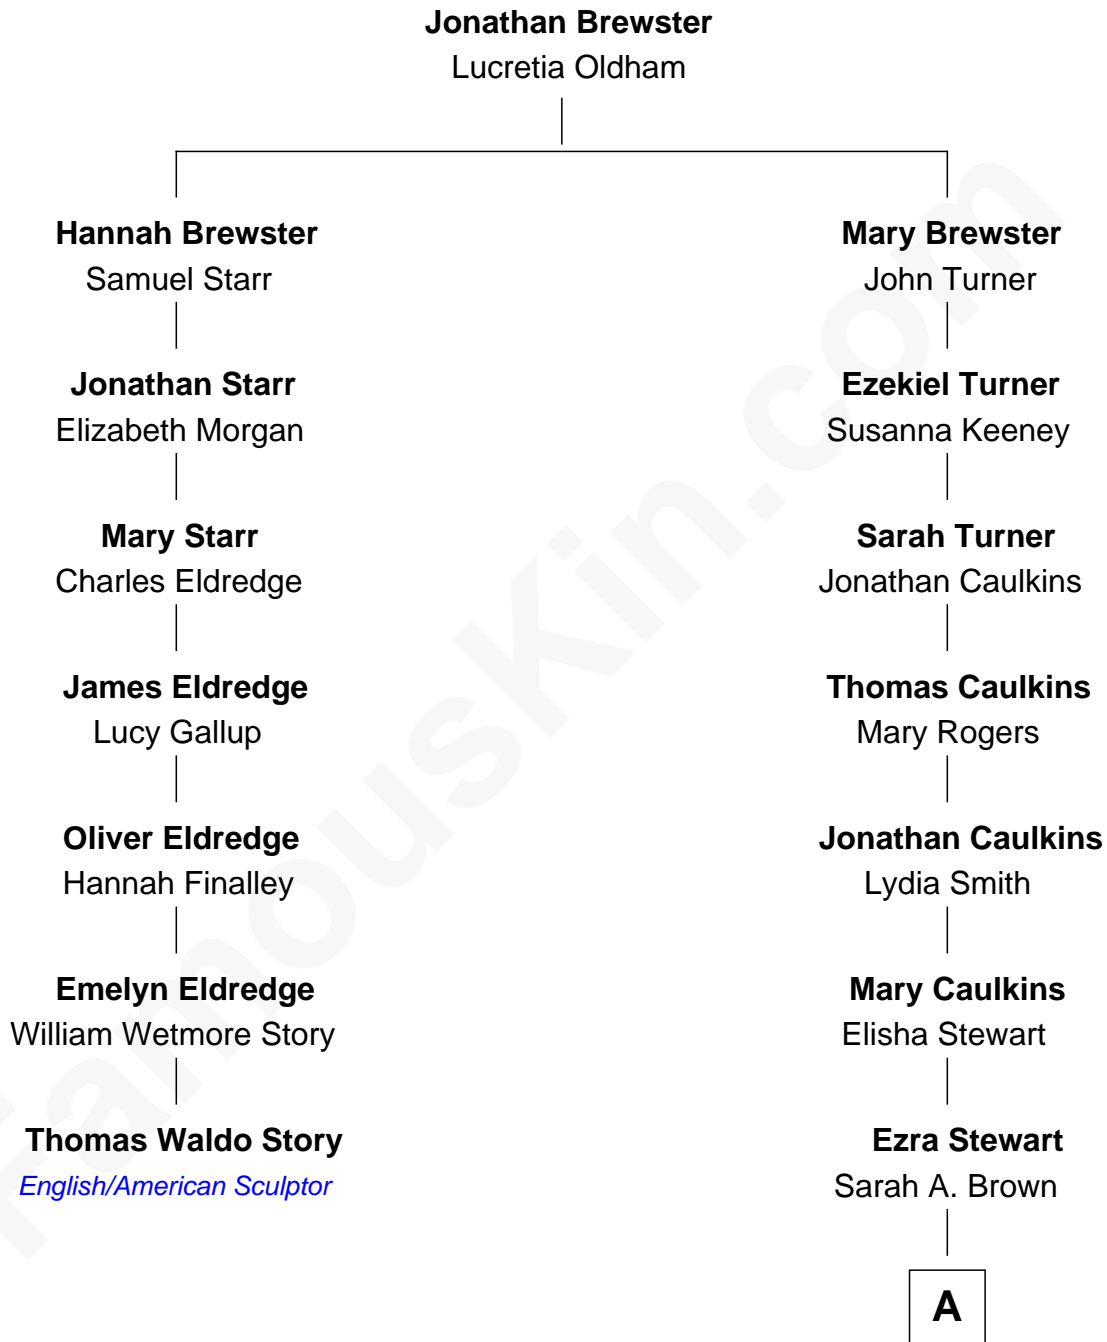 Jonathan Brewster
Lucretia Oldham
Hannah Brewster
Samuel Starr
Mary Brewster
John Turner
Jonathan Starr
Elizabeth Morgan
Ezekiel Turner
Susanna Keeney
Mary Starr
Charles Eldredge
Sarah Turner
Jonathan Caulkins
James Eldredge
Lucy Gallup
Thomas Caulkins
Mary Rogers
Oliver Eldredge
Hannah Finalley
Jonathan Caulkins
Lydia Smith
Emelyn Eldredge
William Wetmore Story
Mary Caulkins
Elisha Stewart
Thomas Waldo Story
English/American Sculptor
Ezra Stewart
Sarah A. Brown
A
FamousKin.com